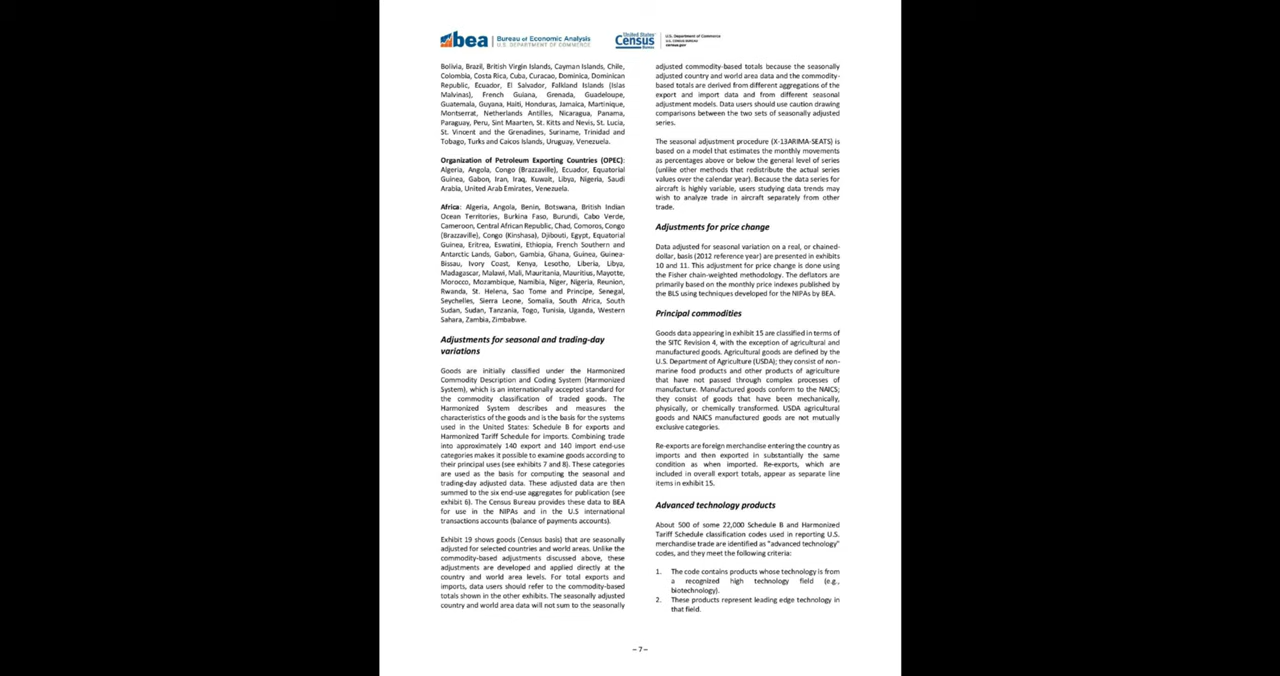 bea Bureau of Economic Analysis
U.S. DEPARTMENT OF COMMERCE
United States
Census
Bureau
U.S. Department of Commerce
U.S. CENSUS BUREAU
census.gov
Bolivia, Brazil, British Virgin Islands, Cayman Islands, Chile,
Colombia, Costa Rica, Cuba, Curacao, Dominica, Dominican
Republic, Ecuador, El Salvador, Falkland Islands (Islas
Malvinas), French Guiana, Grenada, Guadeloupe,
Guatemala, Guyana, Haiti, Honduras, Jamaica, Martinique,
Montserrat, Netherlands Antilles, Nicaragua, Panama,
Paraguay, Peru, Sint Maarten, St. Kitts and Nevis, St. Lucia,
St. Vincent and the Grenadines, Suriname, Trinidad and
Tobago, Turks and Caicos Islands, Uruguay, Venezuela.
Organization of Petroleum Exporting Countries (OPEC):
Algeria, Angola, Congo (Brazzaville), Ecuador, Equatorial
Guinea, Gabon, Iran, Iraq, Kuwait, Libya, Nigeria, Saudi
Arabia, United Arab Emirates, Venezuela.
Africa: Algeria, Angola, Benin, Botswana, British Indian
Ocean Territories, Burkina Faso, Burundi, Cabo Verde,
Cameroon, Central African Republic, Chad, Comoros, Congo
(Brazzaville), Congo (Kinshasa), Djibouti, Egypt, Equatorial
Guinea, Eritrea, Eswatini, Ethiopia, French Southern and
Antarctic Lands, Gabon, Gambia, Ghana, Guinea, Guinea-
Bissau, Ivory Coast, Kenya, Lesotho, Liberia, Libya,
Madagascar, Malawi, Mali, Mauritania, Mauritius, Mayotte,
Morocco, Mozambique, Namibia, Niger, Nigeria, Reunion,
Rwanda, St. Helena, Sao Tome and Principe, Senegal,
Seychelles, Sierra Leone, Somalia, South Africa, South
Sudan, Sudan, Tanzania, Togo, Tunisia, Uganda, Western
Sahara, Zambia, Zimbabwe.
Adjustments for seasonal and trading-day
variations
Goods are initially classified under the Harmonized
Commodity Description and Coding System (Harmonized
System), which is an internationally accepted standard for
the commodity classification of traded goods. The
Harmonized System describes and measures the
characteristics of the goods and is the basis for the systems
used in the United States: Schedule B for exports and
Harmonized Tariff Schedule for imports. Combining trade
into approximately 140 export and 140 import end-use
categories makes it possible to examine goods according to
their principal uses (see exhibits 7 and 8). These categories
are used as the basis for computing the seasonal and
trading-day adjusted data. These adjusted data are then
summed to the six end-use aggregates for publication (see
exhibit 6). The Census Bureau provides these data to BEA
for use in the NIPAs and in the U.S international
transactions accounts (balance of payments accounts).
Exhibit 19 shows goods (Census basis) that are seasonally
adjusted for selected countries and world areas. Unlike the
commodity-based adjustments discussed above, these
adjustments are developed and applied directly at the
country and world area levels. For total exports and
imports, data users should refer to the commodity-based
totals shown in the other exhibits. The seasonally adjusted
country and world area data will not sum to the seasonally
adjusted commodity-based totals because the seasonally
adjusted country and world area data and the commodity-
based totals are derived from different aggregations of the
export and import data and from different seasonal
adjustment models. Data users should use caution drawing
comparisons between the two sets of seasonally adjusted
series.
The seasonal adjustment procedure (X-13ARIMA-SEATS) is
based on a model that estimates the monthly movements
as percentages above or below the general level of series
(unlike other methods that redistribute the actual series
values over the calendar year). Because the data series for
aircraft is highly variable, users studying data trends may
wish to analyze trade in aircraft separately from other
trade.
Adjustments for price change
Data adjusted for seasonal variation on a real, or chained-
dollar, basis (2012 reference year) are presented in exhibits
10 and 11. This adjustment for price change is done using
the Fisher chain-weighted methodology. The deflators are
primarily based on the monthly price indexes published by
the BLS using techniques developed for the NIPAs by BEA.
Principal commodities
Goods data appearing in exhibit 15 are classified in terms of
the SITC Revision 4, with the exception of agricultural and
manufactured goods. Agricultural goods are defined by the
U.S. Department of Agriculture (USDA); they consist of non-
marine food products and other products of agriculture
that have not passed through complex processes of
manufacture. Manufactured goods conform to the NAICS;
they consist of goods that have been mechanically,
physically, or chemically transformed. USDA agricultural
goods and NAICS manufactured goods are not mutually
exclusive categories.
Re-exports are foreign merchandise entering the country as
imports and then exported in substantially the same
condition as when imported. Re-exports, which are
included in overall export totals, appear as separate line
items in exhibit 15.
Advanced technology products
About 500 of some 22,000 Schedule B and Harmonized
Tariff Schedule classification codes used in reporting U.S.
merchandise trade are identified as "advanced technology"
codes, and they meet the following criteria:
1. The code contains products whose technology is from
a recognized high technology field (e.g.,
biotechnology).
2. These products represent leading edge technology in
that field.
– 7 –